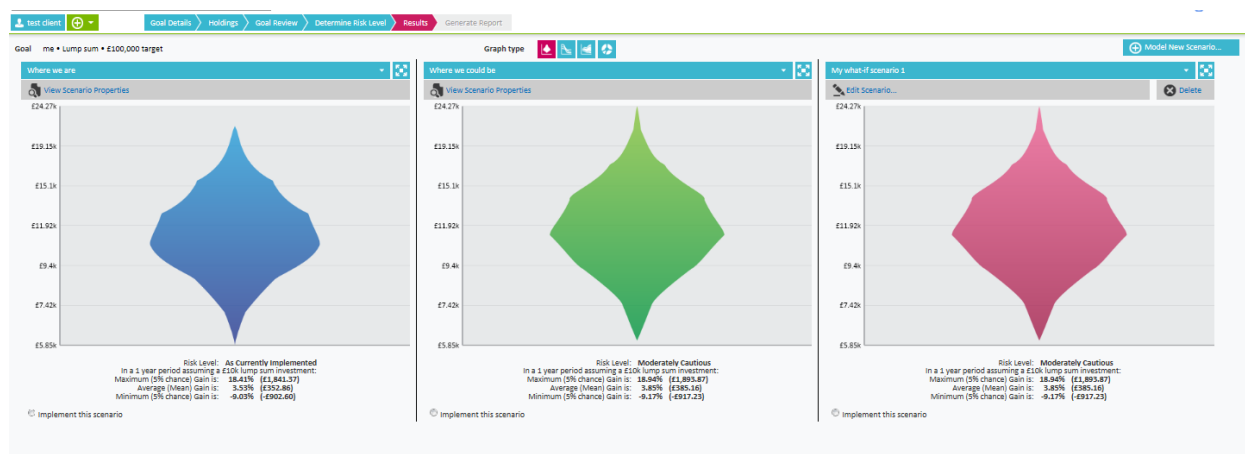 test client
Goal Details Holdings Goal Review Determine Risk Level Results Generate Report
Goal me • Lump sum • £100,000 target
Graph type
Model New Scenario...
Where we are
View Scenario Properties
£24.27k
£19.15k
£15.1k
£11.92k
£9.4k
£7.42k
£5.85k
Risk Level: As Currently Implemented
In a 1 year period assuming a £10k lump sum investment:
Maximum (5% chance) Gain is: 18.41% (£1,841.37)
Average (Mean) Gain is: 3.53% (£352.86)
Minimum (5% chance) Gain is: -9.03% (-£902.60)
Implement this scenario
Where we could be
View Scenario Properties
£24.27k
£19.15k
£15.1k
£11.92k
£9.4k
£7.42k
£5.85k
Risk Level: Moderately Cautious
In a 1 year period assuming a £10k lump sum investment:
Maximum (5% chance) Gain is: 18.94% (£1,893.87)
Average (Mean) Gain is: 3.85% (£385.16)
Minimum (5% chance) Gain is: -9.17% (-£917.23)
Implement this scenario
My what-if scenario 1
Edit Scenario...
Delete
£24.27k
£19.15k
£15.1k
£11.92k
£9.4k
£7.42k
£5.85k
Risk Level: Moderately Cautious
In a 1 year period assuming a £10k lump sum investment:
Maximum (5% chance) Gain is: 18.94% (£1,893.87)
Average (Mean) Gain is: 3.85% (£385.16)
Minimum (5% chance) Gain is: -9.17% (-£917.23)
Implement this scenario